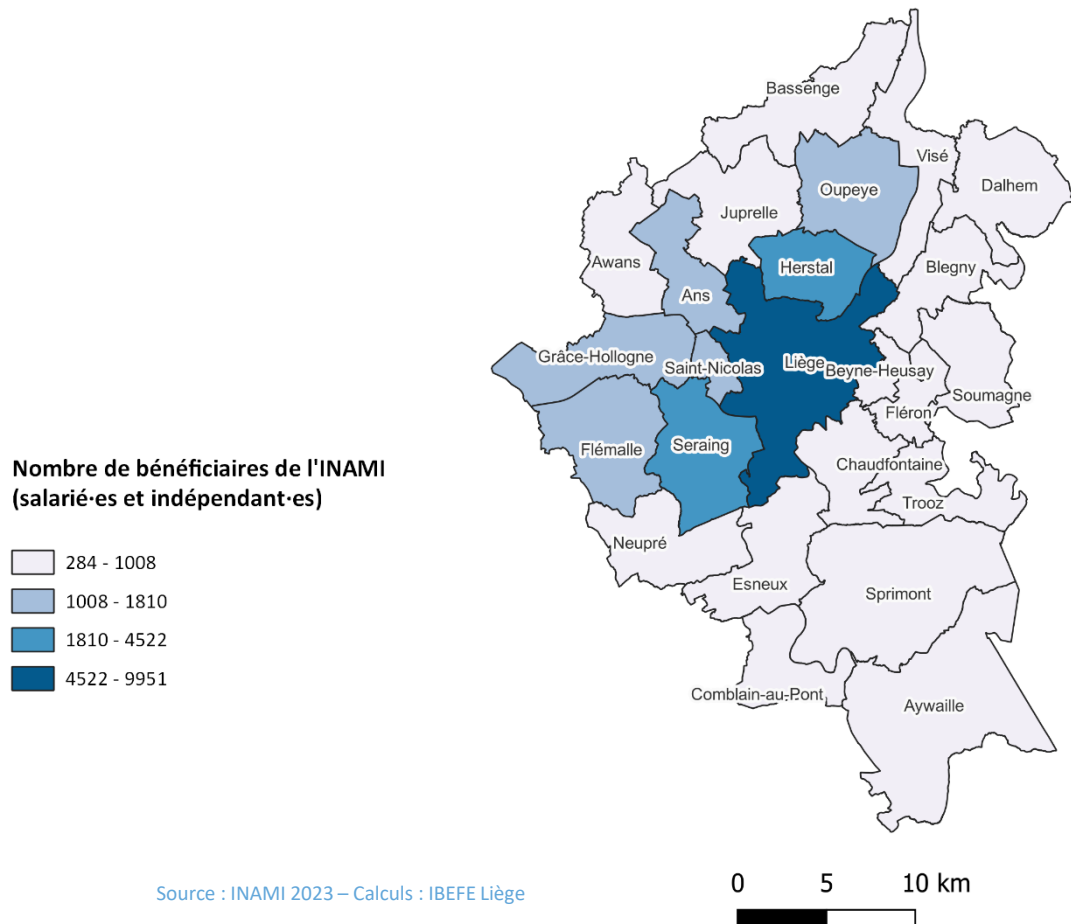 Bassenge
Visé
Dalhem
Oupeye
Juprelle
Awans
Herstal
Blegny
Ans
Grâce-Hollogne
Saint-Nicolas
Liège
Beyne-Heusay
Soumagne
Fléron
Flémalle
Seraing
Chaudfontaine
Trooz
Neupré
Esneux
Sprimont
Comblain-au-Pont
Aywaille
Nombre de bénéficiaires de l'INAMI
(salarié·es et indépendant·es)
284 - 1008
1008 - 1810
1810 - 4522
4522 - 9951
Source : INAMI 2023 – Calculs : IBEFE Liège
0 5 10 km